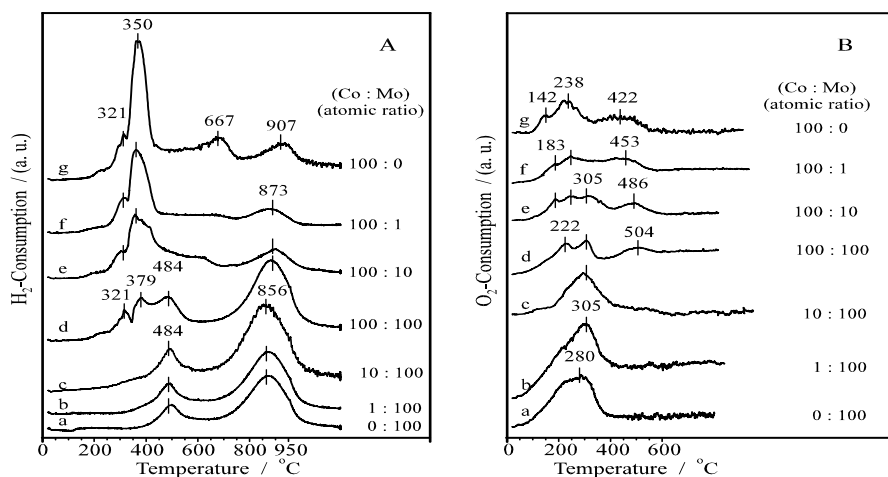 A
350
(Co : Mo)
(atomic ratio)
321
667
907
g
100 : 0
873
f
100 : 1
e
484
100 : 10
321
379
856
d
100 : 100
484
c
10 : 100
b
1 : 100
a
0 : 100
0
200
400
600
800
950
Temperature / °C
H2-Consumption / (a. u.)
B
(Co : Mo)
(atomic ratio)
142
238
422
g
100 : 0
183
453
f
100 : 1
305
486
e
100 : 10
222
504
d
100 : 100
c
10 : 100
305
b
1 : 100
280
a
0 : 100
0
200
400
600
Temperature / °C
O2-Consumption / (a. u.)